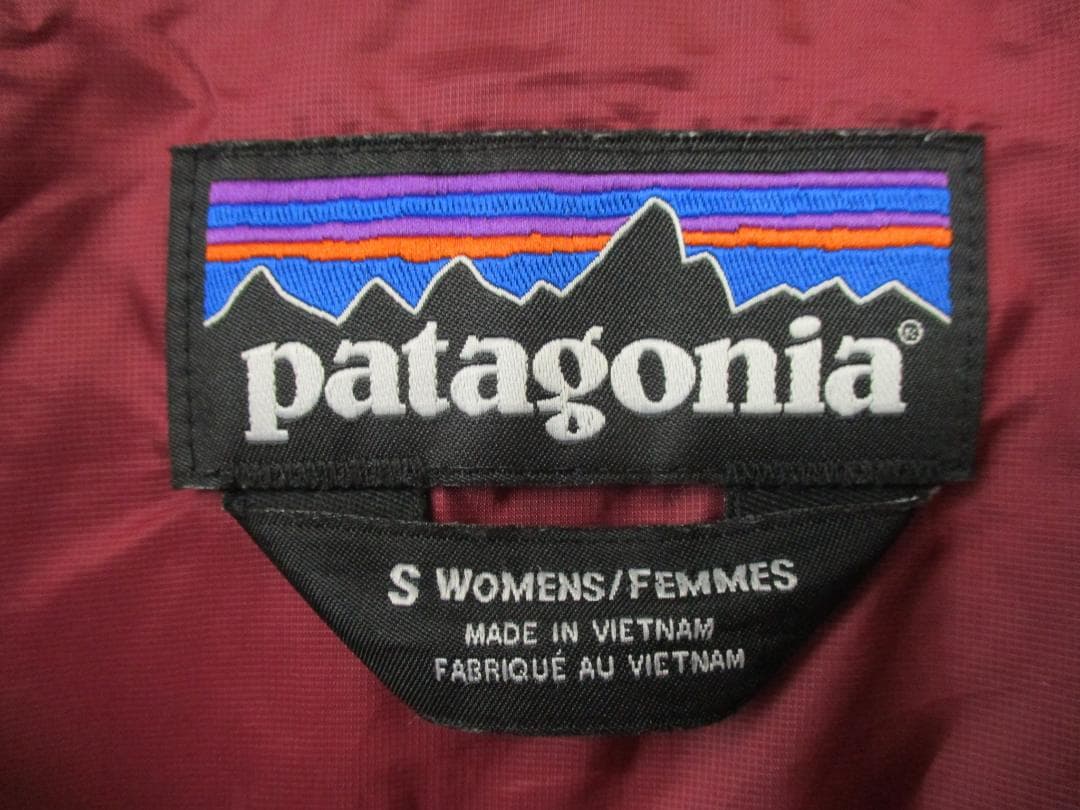 patagonia®
S WOMENS/FEMMES
MADE IN VIETNAM
FABRIQUÉ AU VIETNAM